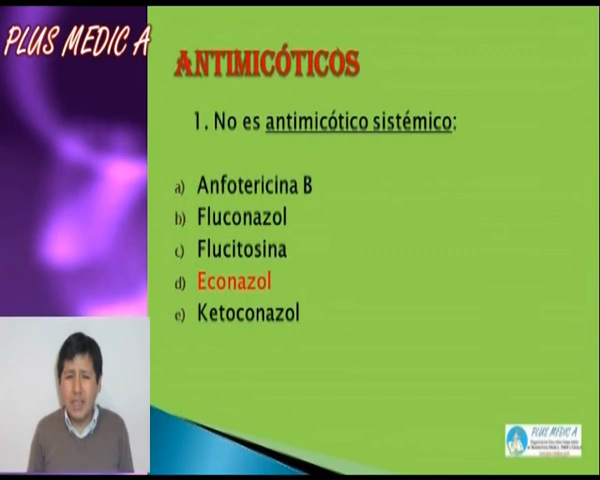 PLUS MEDIC A
ANTIMICÓTICOS
1. No es antimicótico sistémico:
a) Anfotericina B
b) Fluconazol
c) Flucitosina
d) Econazol
e) Ketoconazol
PLUS MEDIC A